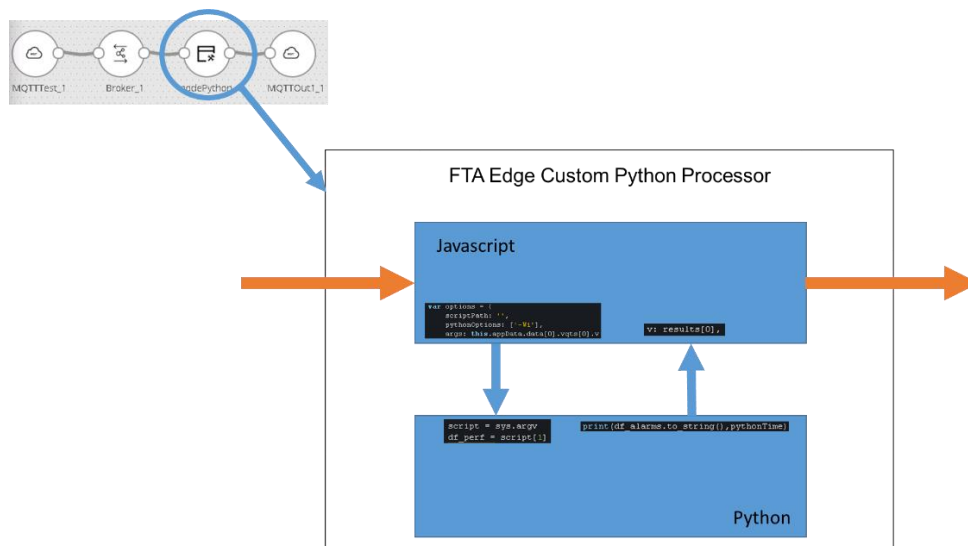 MQTTTest_1
Broker_1
nodePython
MQTTOut1_1
FTA Edge Custom Python Processor
Javascript
var options = {
scriptPath: '',
pythonOptions: ['-Wi'],
args: this.appData.data[0].vqts[0].v
v: results[0],
script = sys.argv
df_perf = script[1]
print(df_alarms.to_string(),pythonTime)
Python